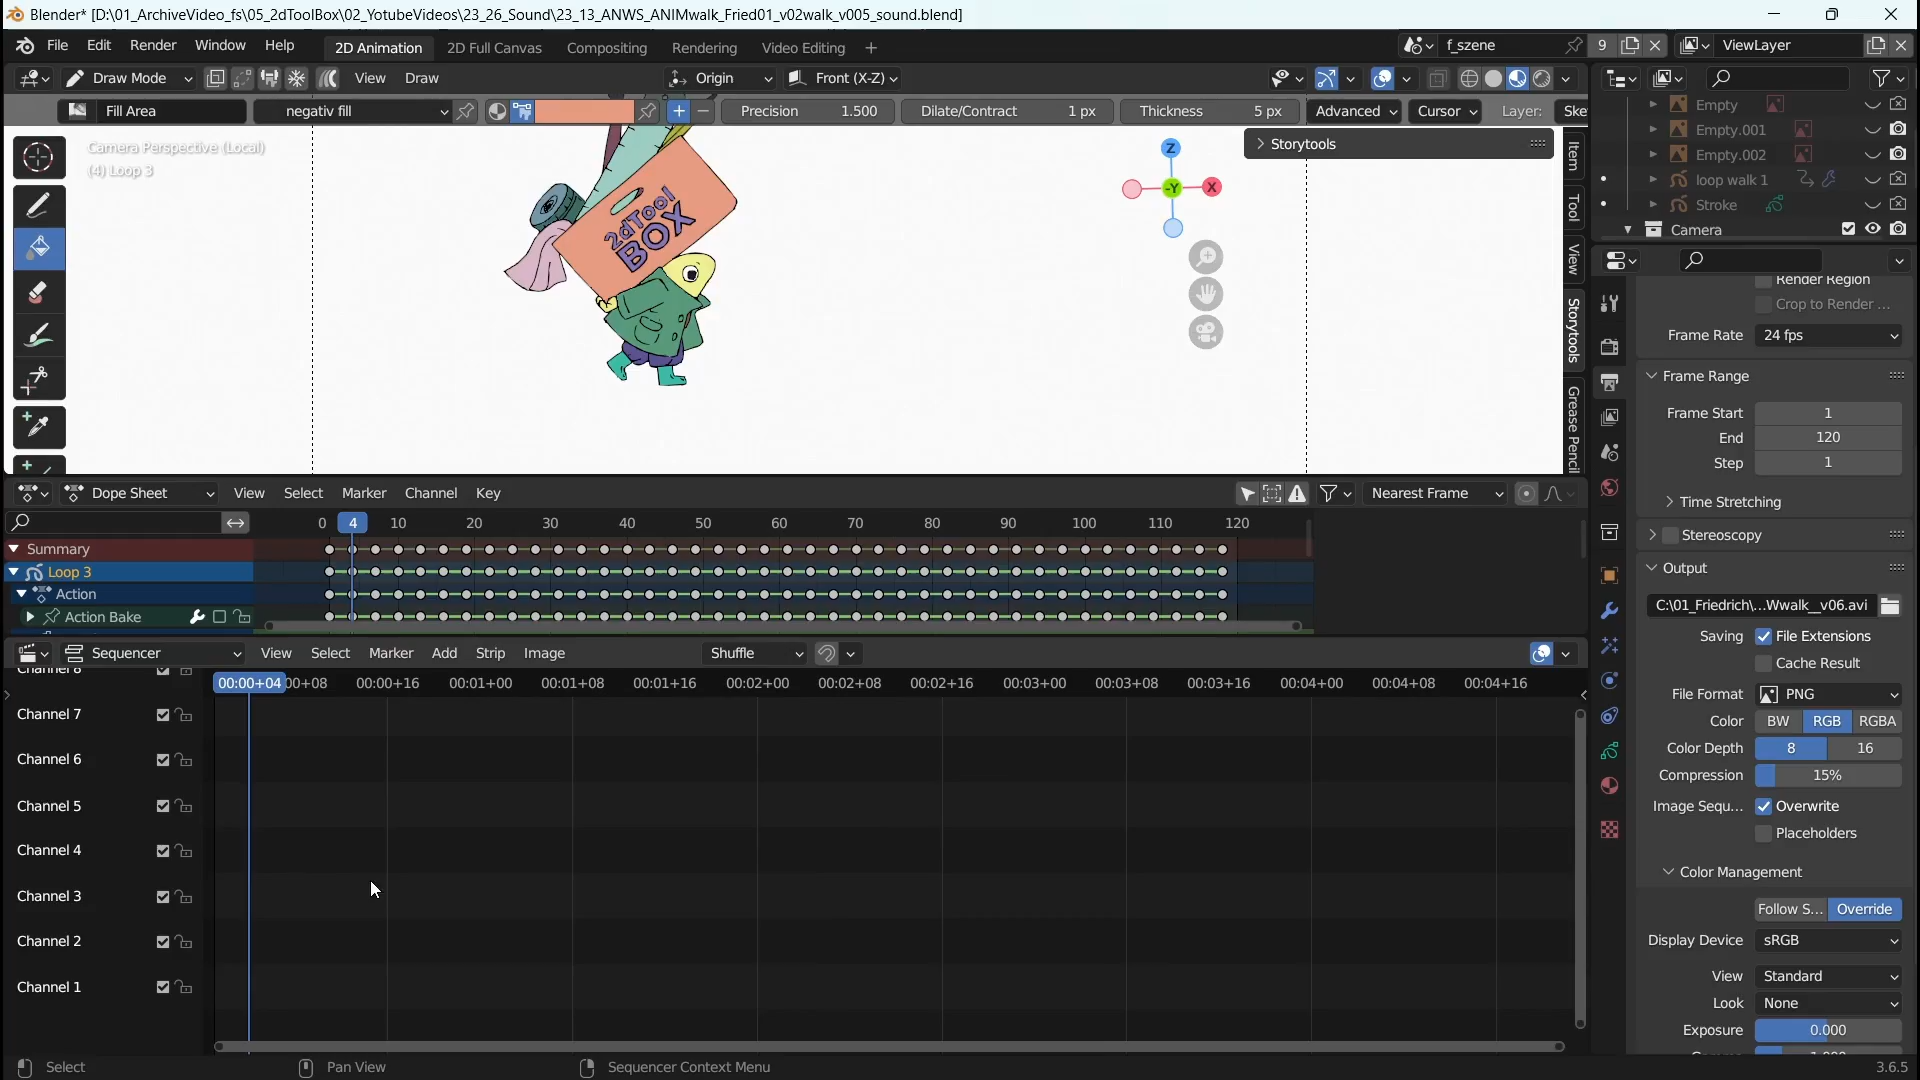 Blender* [D:\01_ArchiveVideo_fs\05_2dToolBox\02_YotubeVideos\23_26_Sound\23_13_ANWS_ANIMwalk_Fried01_v02walk_v005_sound.blend]
File Edit Render Window Help 2D Animation 2D Full Canvas Compositing Rendering Video Editing + f_szene 9 ViewLayer
Draw Mode View Draw Origin Front (X-Z)
Fill Area negativ fill Precision 1.500 Dilate/Contract 1 px Thickness 5 px Advanced Cursor Layer: Ske
Empty
Empty.001
Empty.002
loop walk 1
Stroke
Camera
Camera Perspective (Local)
(4) Loop 3
2dTool
BOX
Z
-Y X
Storytools
Item
Tool
View
Storytools
Grease Pencil
Render Region
Crop to Render ...
Frame Rate 24 fps
Frame Range
Frame Start 1
End 120
Step 1
Time Stretching
Stereoscopy
Output
C:\01_Friedrich\...Wwalk__v06.avi
Saving File Extensions
Cache Result
File Format PNG
Color BW RGB RGBA
Color Depth 8 16
Compression 15%
Image Sequ... Overwrite
Placeholders
Color Management
Follow S... Override
Display Device sRGB
View Standard
Look None
Exposure 0.000
Dope Sheet View Select Marker Channel Key Nearest Frame
0 4 10 20 30 40 50 60 70 80 90 100 110 120
Summary
Loop 3
Action
Action Bake
Sequencer View Select Marker Add Strip Image Shuffle
00:00+04 00+08 00:00+16 00:01+00 00:01+08 00:01+16 00:02+00 00:02+08 00:02+16 00:03+00 00:03+08 00:03+16 00:04+00 00:04+08 00:04+16
Channel 8
Channel 7
Channel 6
Channel 5
Channel 4
Channel 3
Channel 2
Channel 1
Select Pan View Sequencer Context Menu 3.6.5